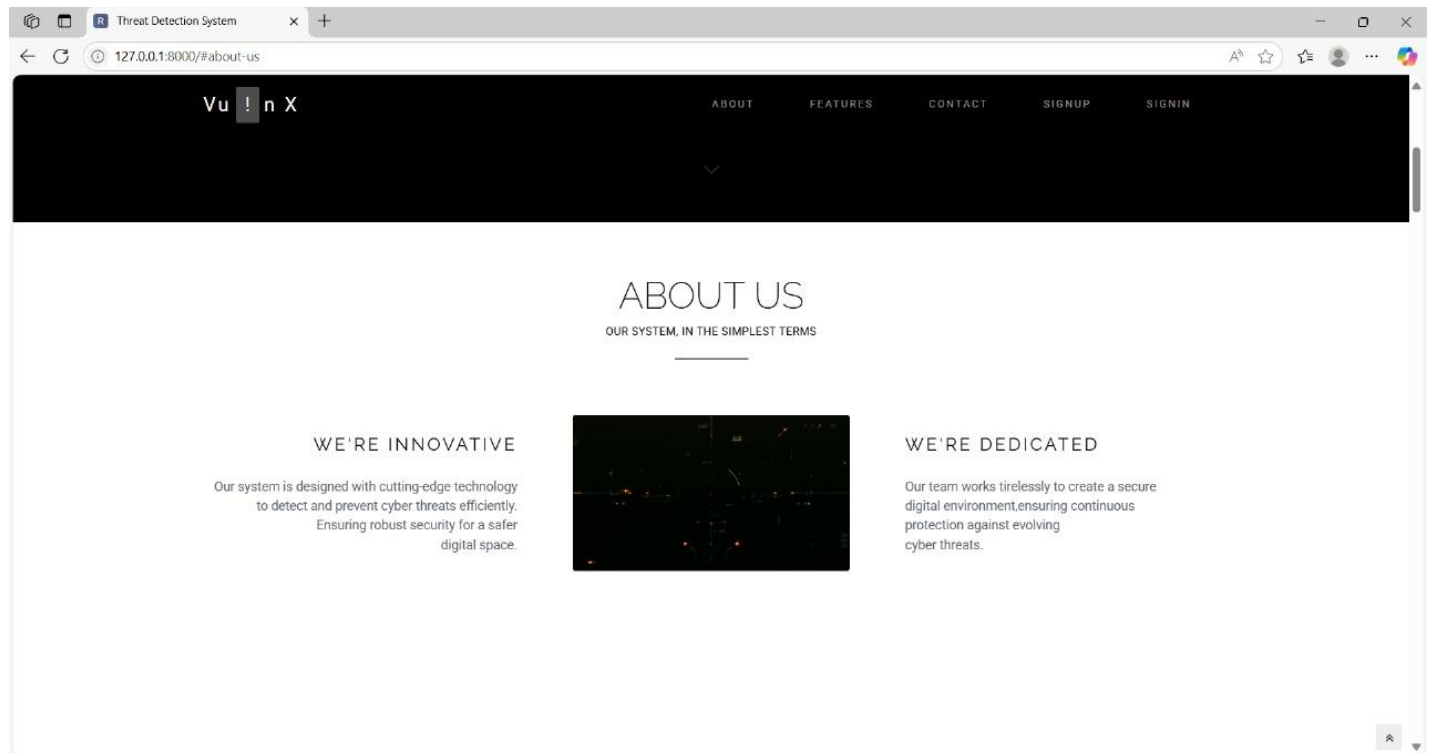 R Threat Detection System
127.0.0.1:8000/#about-us
Vu ! n X
ABOUT FEATURES CONTACT SIGNUP SIGNIN
ABOUT US
OUR SYSTEM, IN THE SIMPLEST TERMS
WE'RE INNOVATIVE
Our system is designed with cutting-edge technology
to detect and prevent cyber threats efficiently.
Ensuring robust security for a safer
digital space.
WE'RE DEDICATED
Our team works tirelessly to create a secure
digital environment,ensuring continuous
protection against evolving
cyber threats.